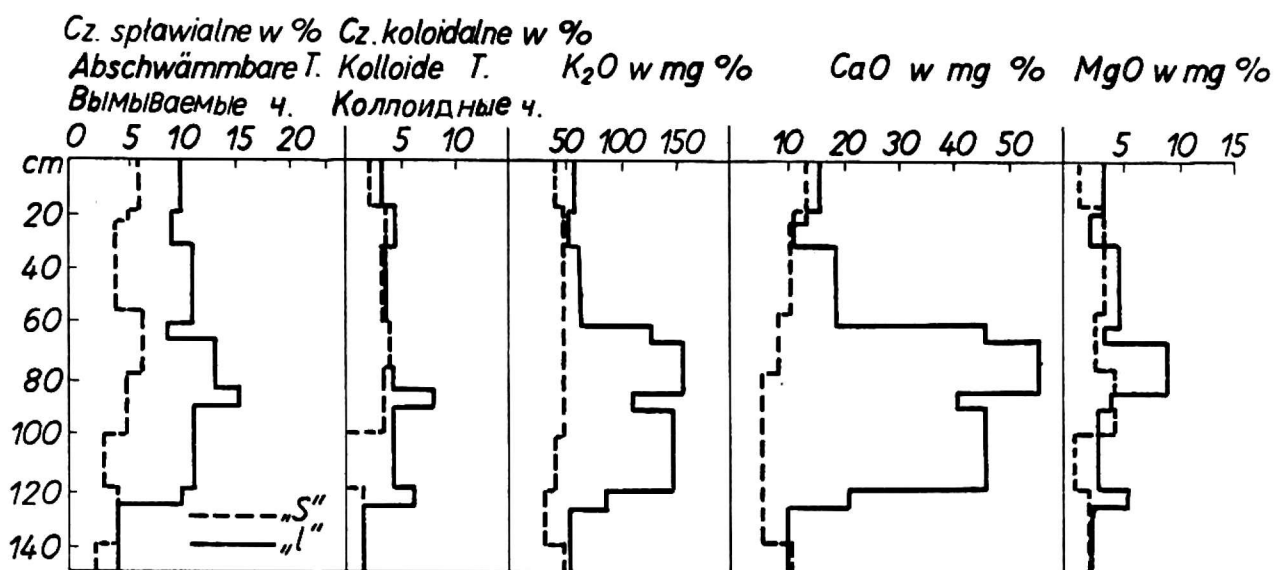 Cz. spławialne w % Cz. koloidalne w %
Abschwämmbare T. Kolloide T. K₂O w mg % CaO w mg % MgO w mg %
Вымываемые ч. Коллоидные ч.
0 5 10 15 20 5 10 50 100 150 10 20 30 40 50 5 10 15
cm
20
40
60
80
100
120
„S”
„l”
140